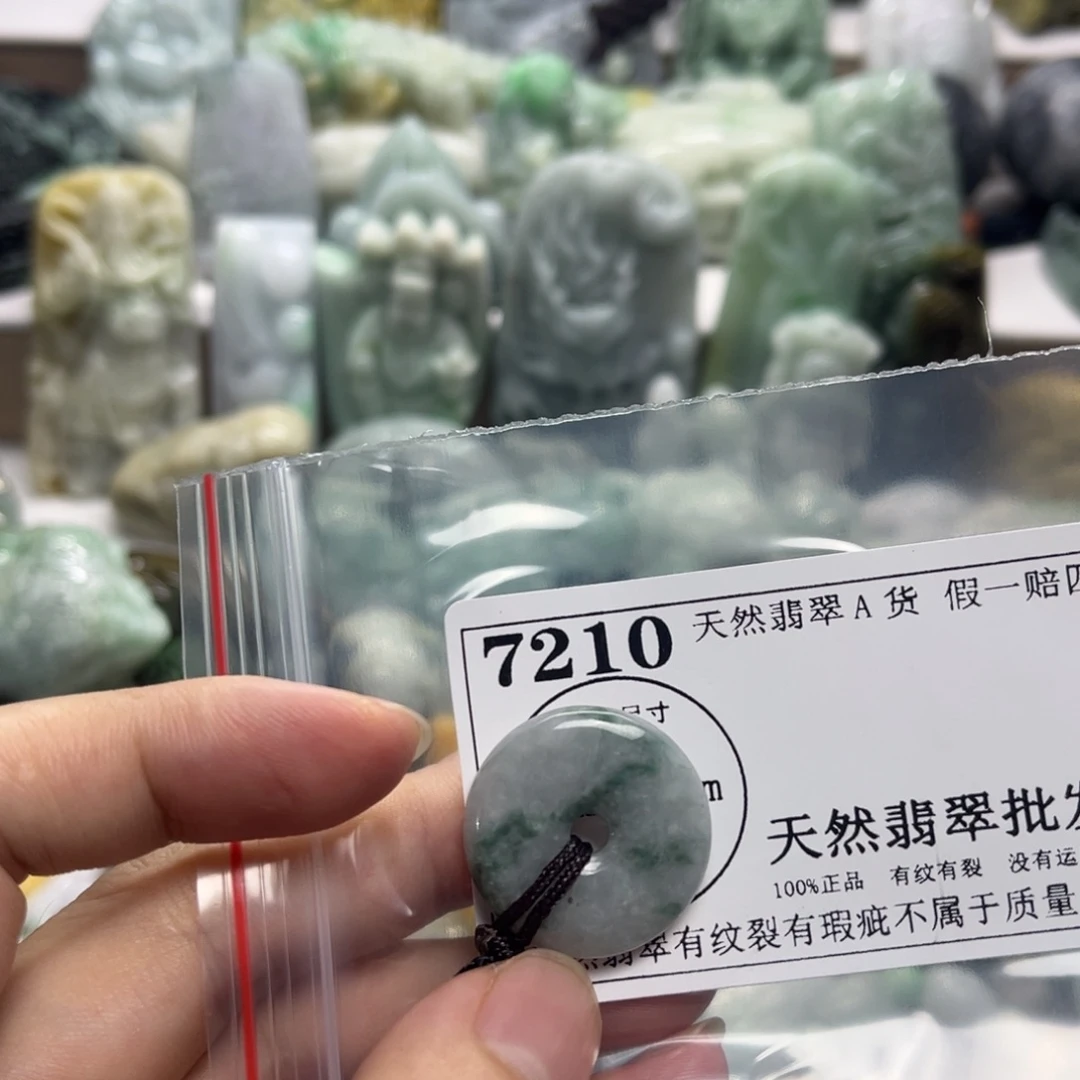 7210
天然翡翠A货 假一赔
尺寸
m
天然翡翠批发
100%正品 有纹有裂 没有运
翡翠有纹裂有瑕疵不属于质量